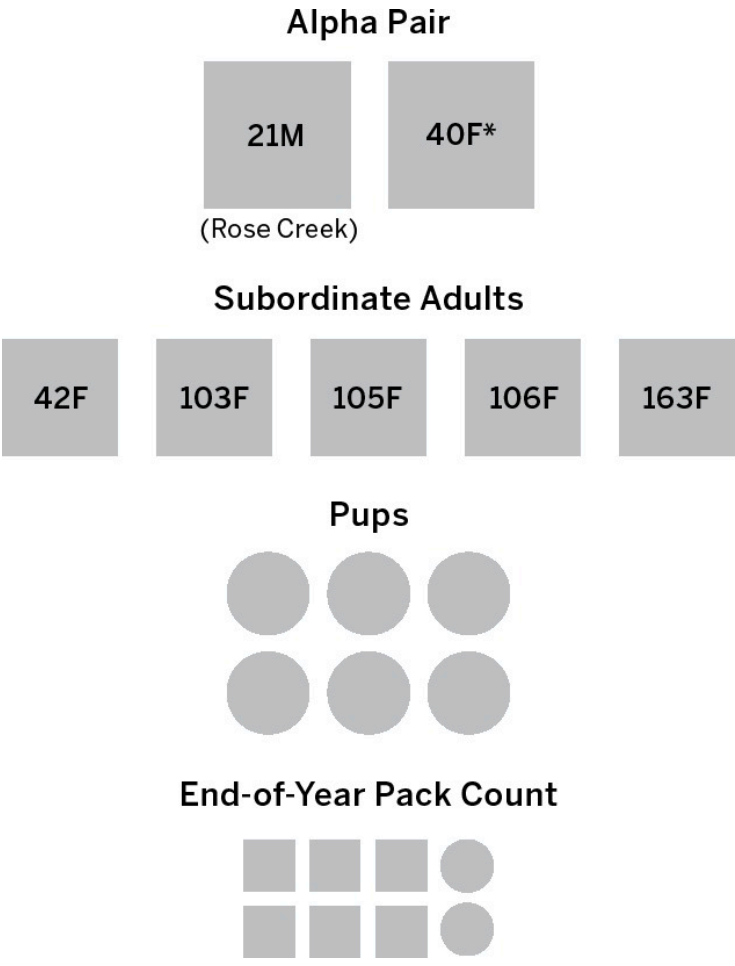 Alpha Pair
21M 40F*
(Rose Creek)
Subordinate Adults
42F 103F 105F 106F 163F
Pups
End-of-Year Pack Count